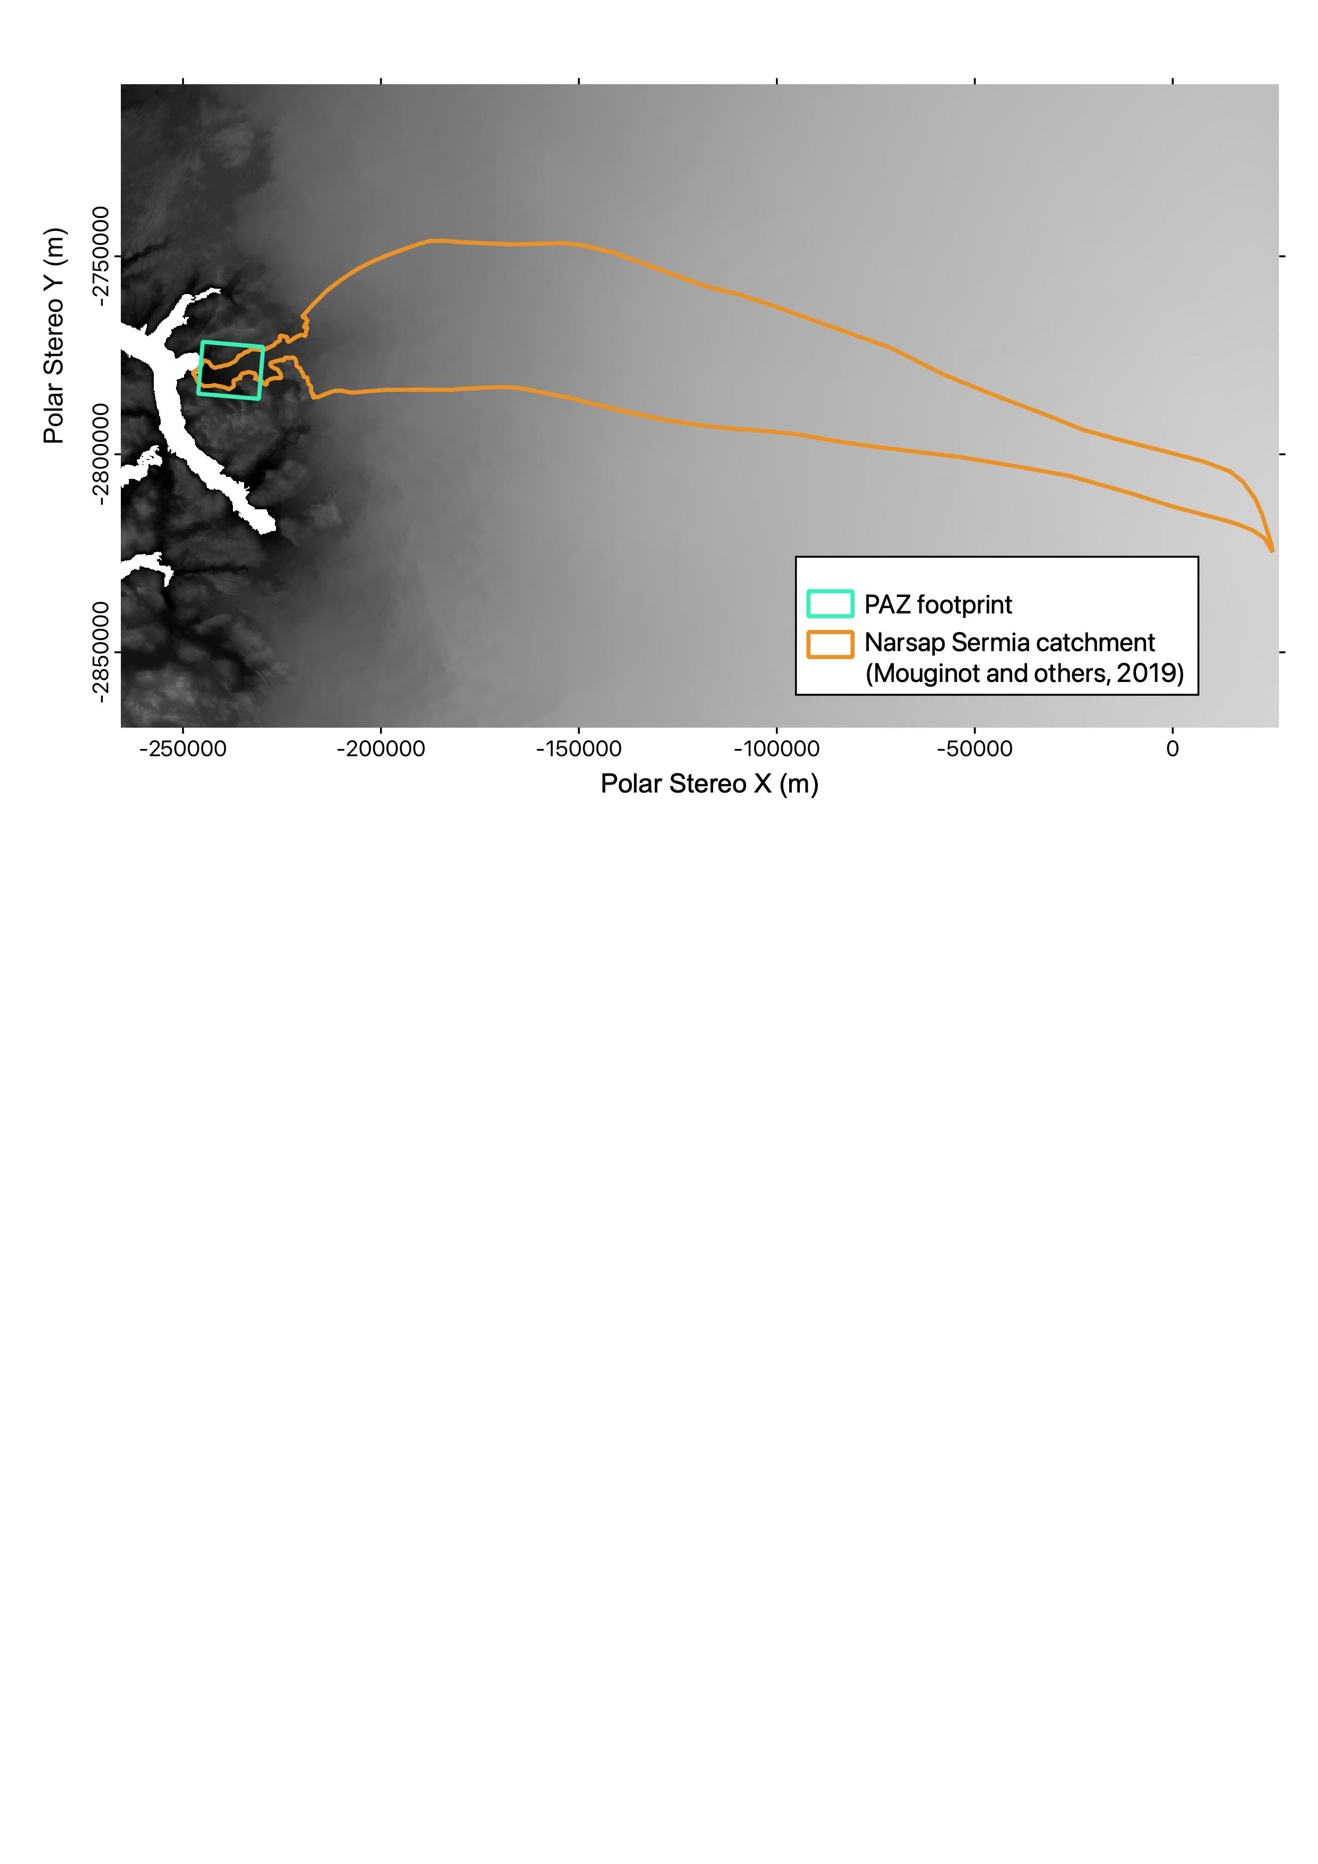 Polar Stereo Y (m)
-2750000
-2800000
-2850000
PAZ footprint
Narsap Sermia catchment
(Mouginot and others, 2019)
-250000 -200000 -150000 -100000 -50000 0
Polar Stereo X (m)